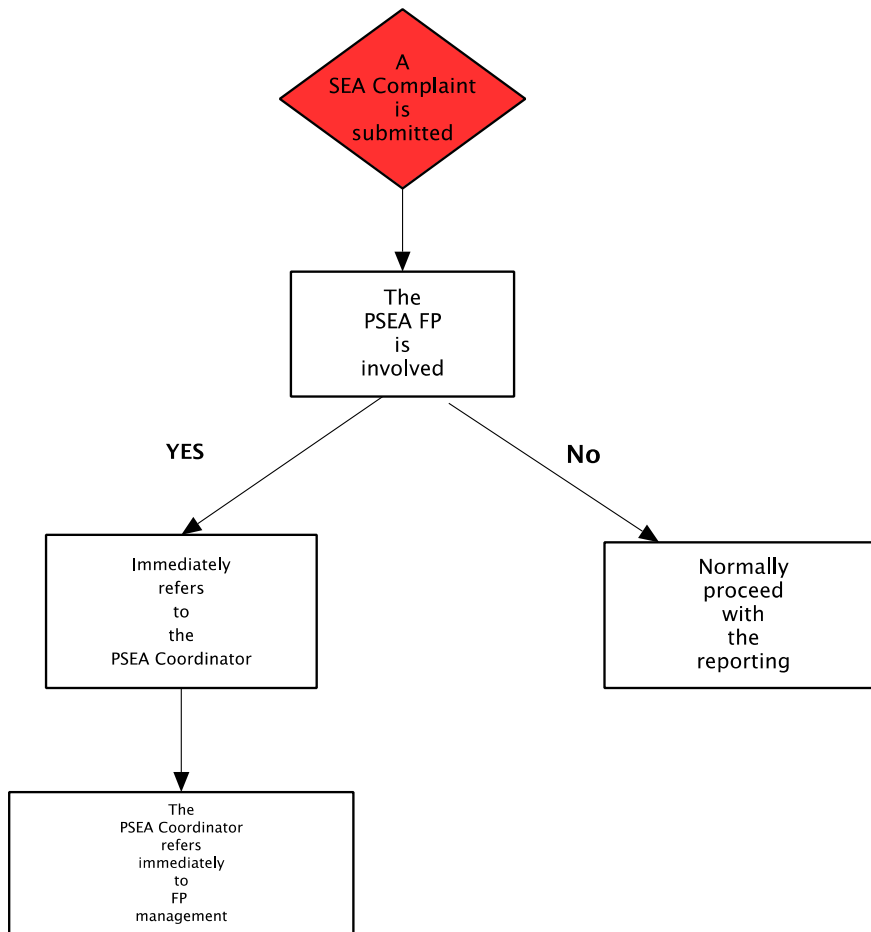 A
SEA Complaint
is
submitted
The
PSEA FP
is
involved
YES
No
Immediately
refers
to
the
PSEA Coordinator
Normally
proceed
with
the
reporting
The
PSEA Coordinator
refers
immediately
to
FP
management